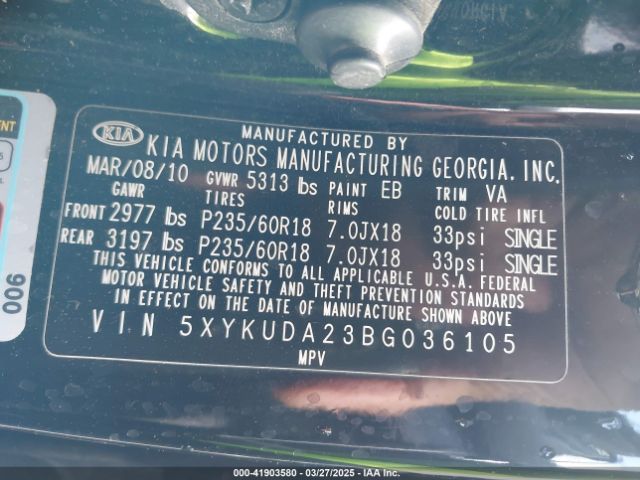 MANUFACTURED BY
KIA KIA MOTORS MANUFACTURING GEORGIA. INC.
MAR/08/10 GVWR 5313 lbs PAINT EB TRIM VA
GAWR TIRES RIMS COLD TIRE INFL
FRONT 2977 lbs P235/60R18 7.0JX18 33psi SINGLE
REAR 3197 lbs P235/60R18 7.0JX18 33psi SINGLE
THIS VEHICLE CONFORMS TO ALL APPLICABLE U.S.A. FEDERAL
MOTOR VEHICLE SAFETY AND THEFT PREVENTION STANDARDS
IN EFFECT ON THE DATE OF MANUFACTURE SHOWN ABOVE
VIN 5XYKUDA23BG036105
MPV
006
000-41903580 — 03/27/2025 — IAA Inc.